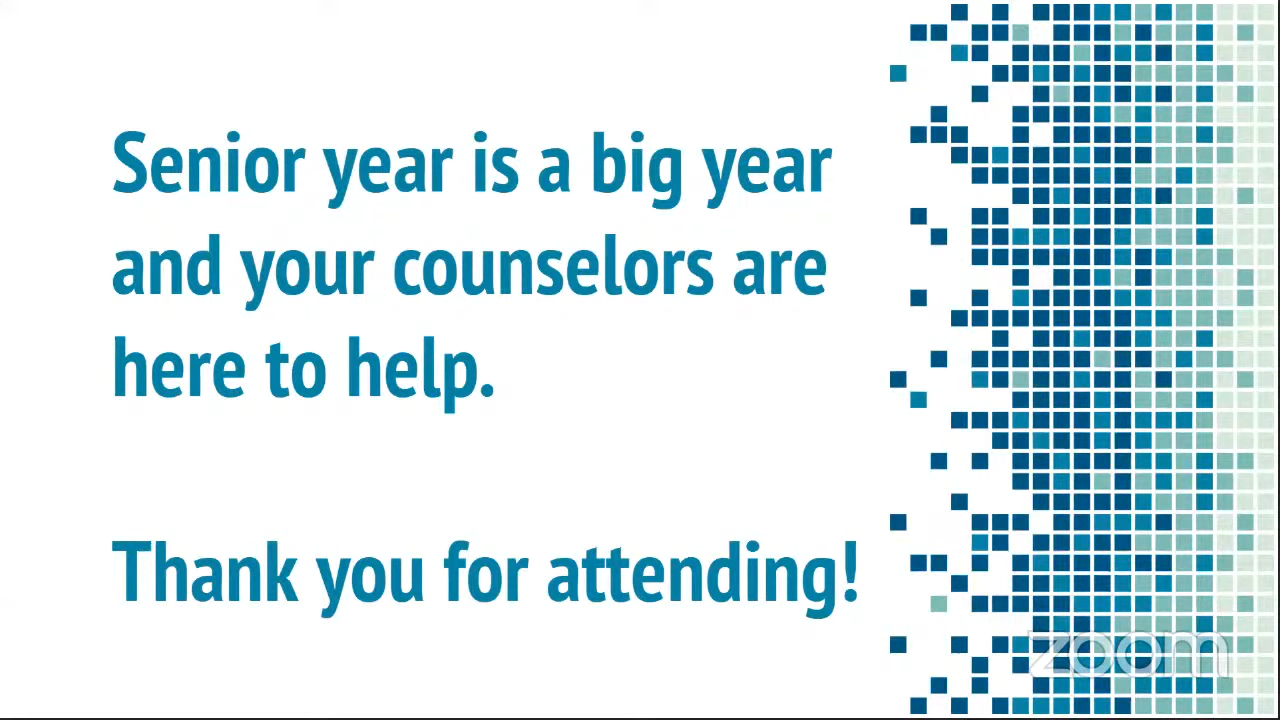 Senior year is a big year
and your counselors are
here to help.
Thank you for attending!
zoom